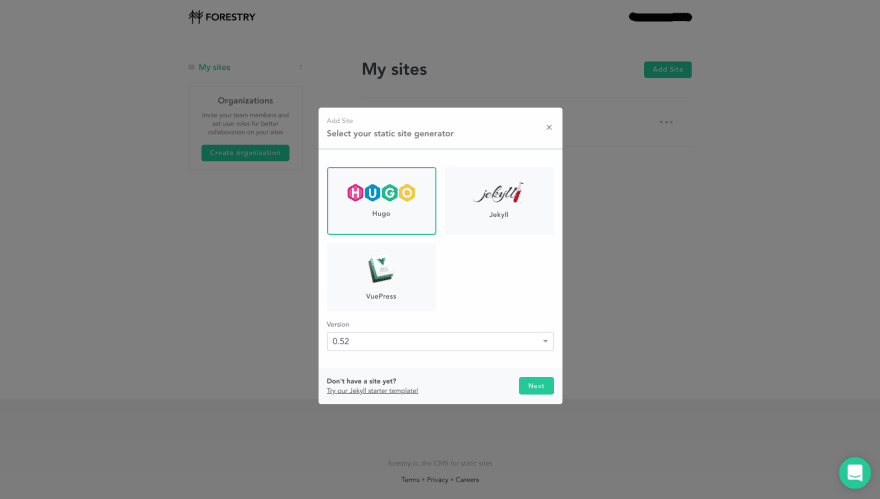 FORESTRY
My sites
My sites
Add Site
Organizations
Invite your team members and
set user roles for better
collaboration on your sites
Create organization
Add Site
Select your static site generator
HUGO
Hugo
jekyll
Jekyll
VuePress
Version
0.52
Don't have a site yet?
Try our Jekyll starter template!
Next
forestry.io, the CMS for static sites
Terms • Privacy • Careers